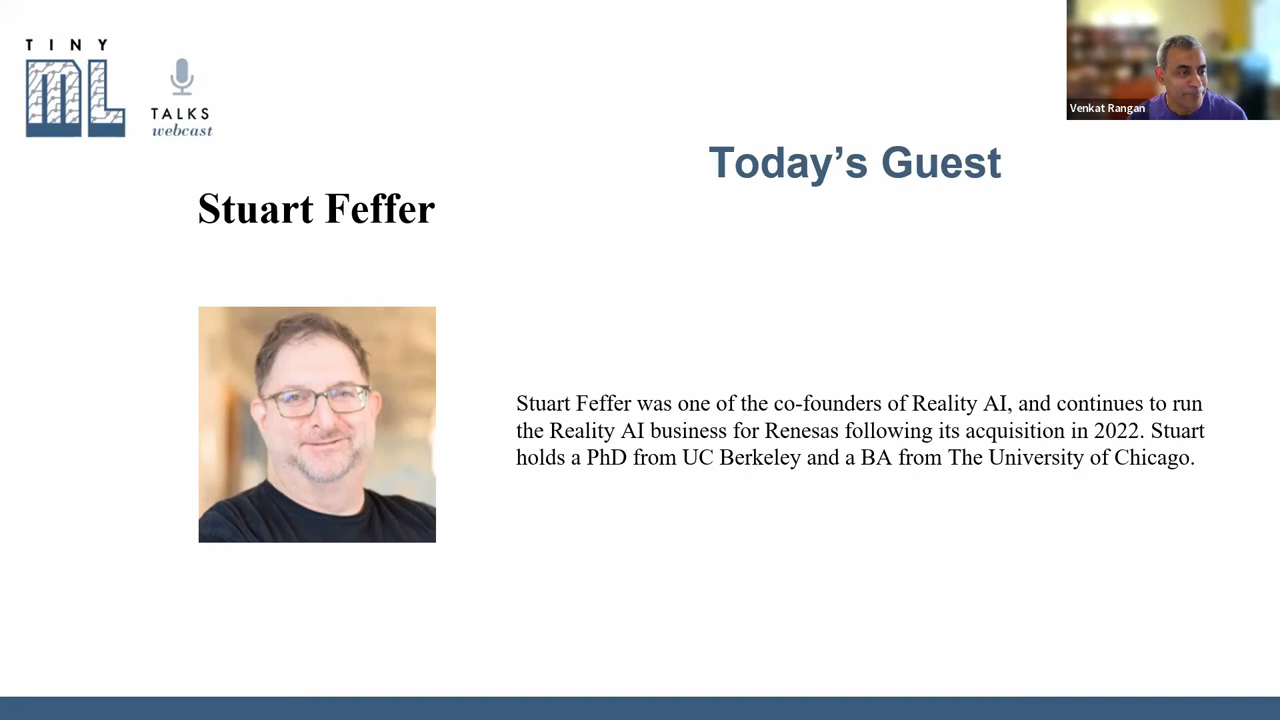 TINY
ML
TALKS
webcast
Venkat Rangan
Today's Guest
Stuart Feffer
Stuart Feffer was one of the co-founders of Reality AI, and continues to run
the Reality AI business for Renesas following its acquisition in 2022. Stuart
holds a PhD from UC Berkeley and a BA from The University of Chicago.